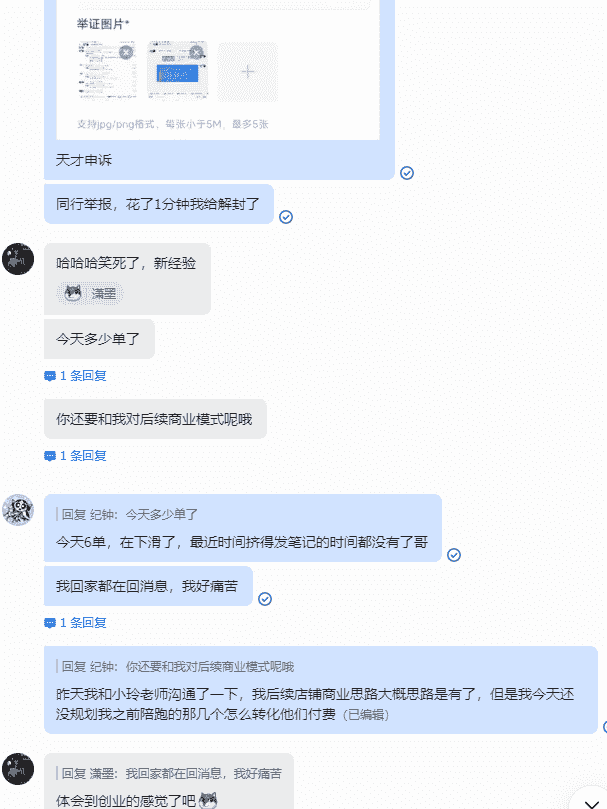 举证图片*
支持jpg/png格式，每张小于5M，最多5张
天才申诉
同行举报，花了1分钟我给解封了
哈哈哈笑死了，新经验
潇墨
今天多少单了
1 条回复
你还要和我对后续商业模式呢哦
1 条回复
回复 纪钟：今天多少单了
今天6单，在下滑了，最近时间挤得发笔记的时间都没有了哥
我回家都在回消息，我好痛苦
1 条回复
回复 纪钟：你还要和我对后续商业模式呢哦
昨天我和小玲老师沟通了一下，我后续店铺商业思路大概思路是有了，但是我今天还
没规划我之前陪跑的那几个怎么转化他们付费（已编辑）
回复 潇墨：我回家都在回消息，我好痛苦
体会到创业的感觉了吧